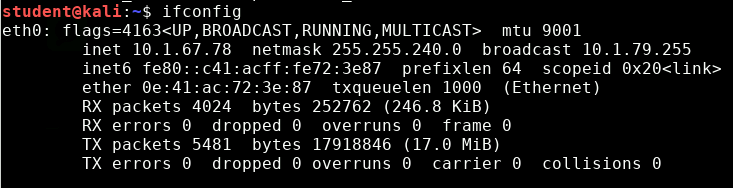 student@kali:~$ ifconfig
eth0: flags=4163<UP,BROADCAST,RUNNING,MULTICAST>  mtu 9001
        inet 10.1.67.78  netmask 255.255.240.0  broadcast 10.1.79.255
        inet6 fe80::c41:acff:fe72:3e87  prefixlen 64  scopeid 0x20<link>
        ether 0e:41:ac:72:3e:87  txqueuelen 1000  (Ethernet)
        RX packets 4024  bytes 252762 (246.8 KiB)
        RX errors 0  dropped 0  overruns 0  frame 0
        TX packets 5481  bytes 17918846 (17.0 MiB)
        TX errors 0  dropped 0 overruns 0  carrier 0  collisions 0